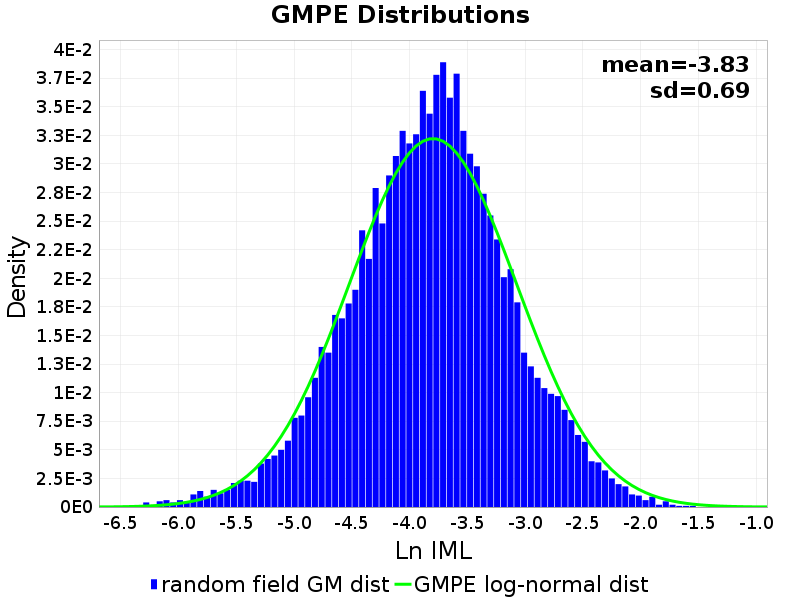 GMPE Distributions
mean=-3.83
sd=0.69
4E-2
3.7E-2
3.5E-2
3.3E-2
3E-2
2.8E-2
2.5E-2
2.2E-2
2E-2
1.8E-2
1.5E-2
1.3E-2
1E-2
7.5E-3
5E-3
2.5E-3
0E0
Density
-6.5 -6.0 -5.5 -5.0 -4.5 -4.0 -3.5 -3.0 -2.5 -2.0 -1.5 -1.0
Ln IML
random field GM dist GMPE log-normal dist